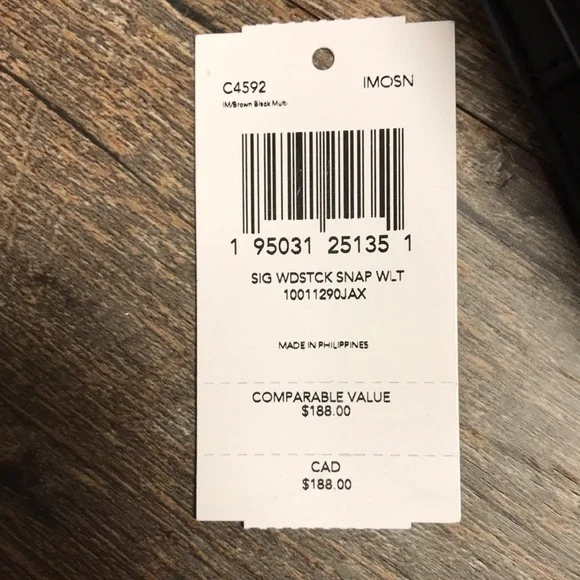 C4592 IMOSN
IM/Brown Black Multi
1 95031 25135 1
SIG WDSTCK SNAP WLT
10011290JAX
MADE IN PHILIPPINES
COMPARABLE VALUE
$188.00
CAD
$188.00